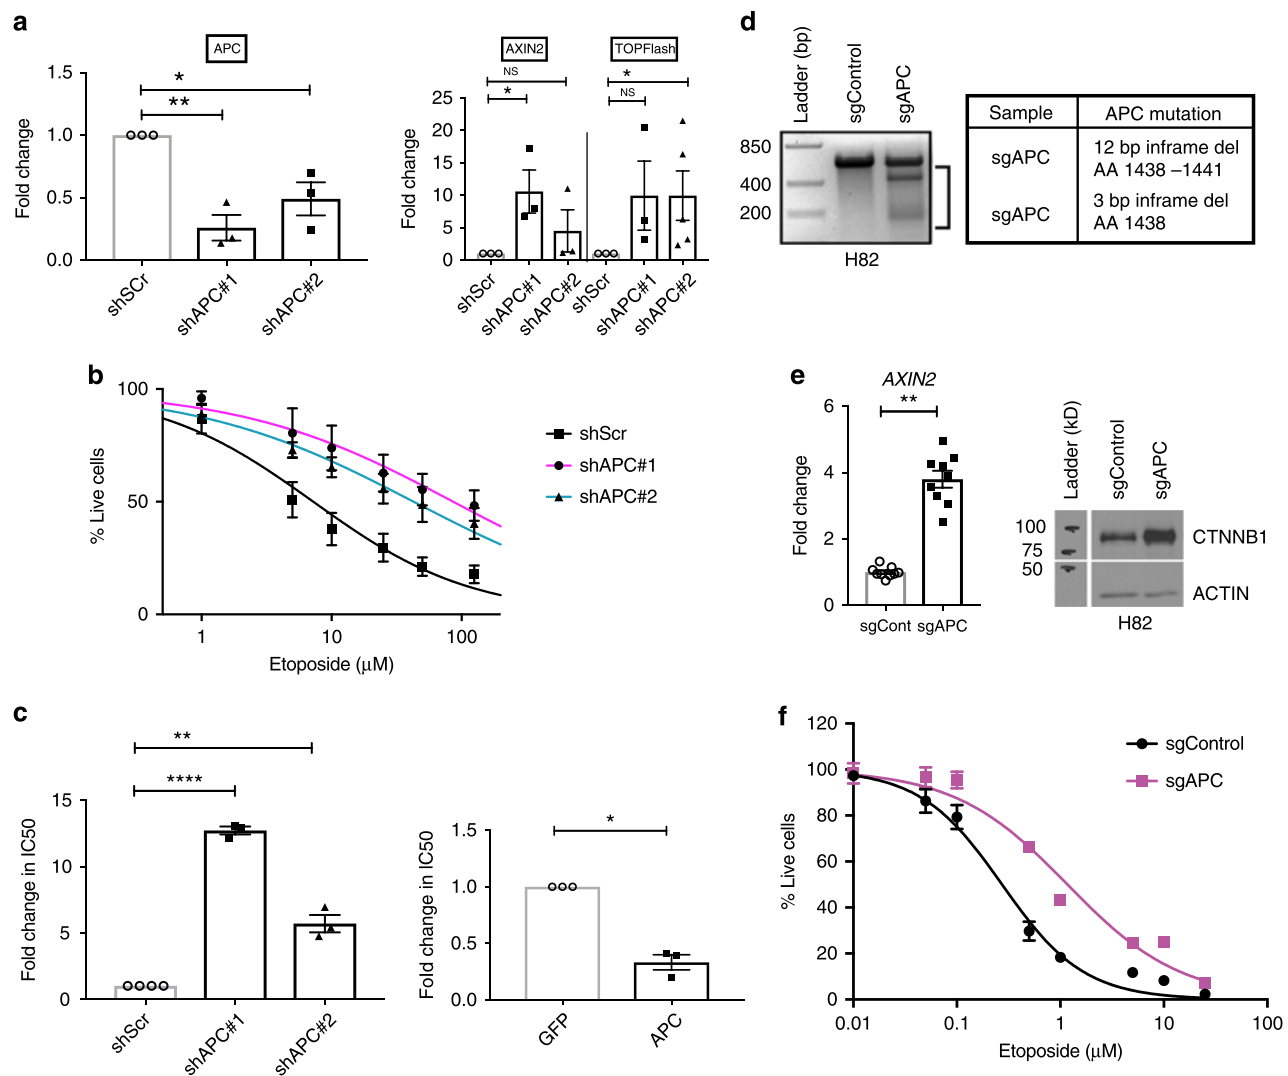 a
APC
Fold change
1.5
1.0
0.5
0.0
*
**
shSCr
shAPC#1
shAPC#2
AXIN2
TOPFlash
NS
*
*
NS
Fold change
25
20
15
10
5
0
shScr
shAPC#1
shAPC#2
shScr
shAPC#1
shAPC#2
b
% Live cells
100
50
0
1
10
100
Etoposide (μM)
shScr
shAPC#1
shAPC#2
c
Fold change in IC50
15
10
5
0
**
****
shScr
shAPC#1
shAPC#2
Fold change in IC50
1.5
1.0
0.5
0.0
*
GFP
APC
d
Ladder (bp)
sgControl
sgAPC
850
400
200
H82
Sample
APC mutation
sgAPC
12 bp inframe del
AA 1438 –1441
sgAPC
3 bp inframe del
AA 1438
e
AXIN2
**
Fold change
6
4
2
0
sgCont
sgAPC
Ladder (kD)
sgControl
sgAPC
100
75
50
CTNNB1
ACTIN
H82
f
% Live cells
120
100
80
60
40
20
0
0.01
0.1
1
10
100
Etoposide (μM)
sgControl
sgAPC